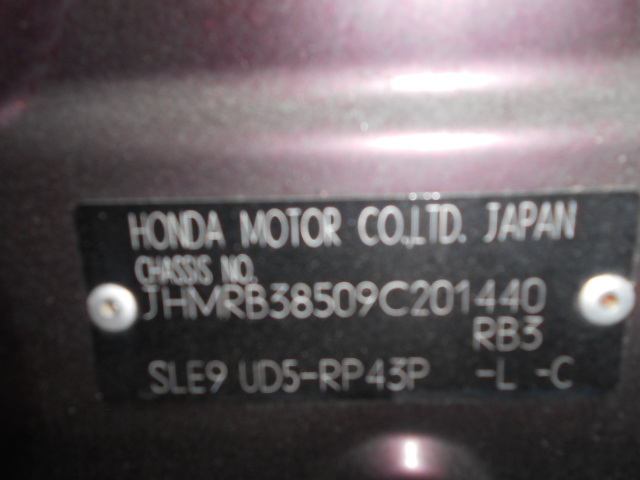 HONDA MOTOR CO.,LTD. JAPAN
CHASSIS NO.
JHMRB38509C201440
RB3
SLE9 UD5-RP43P -L -C